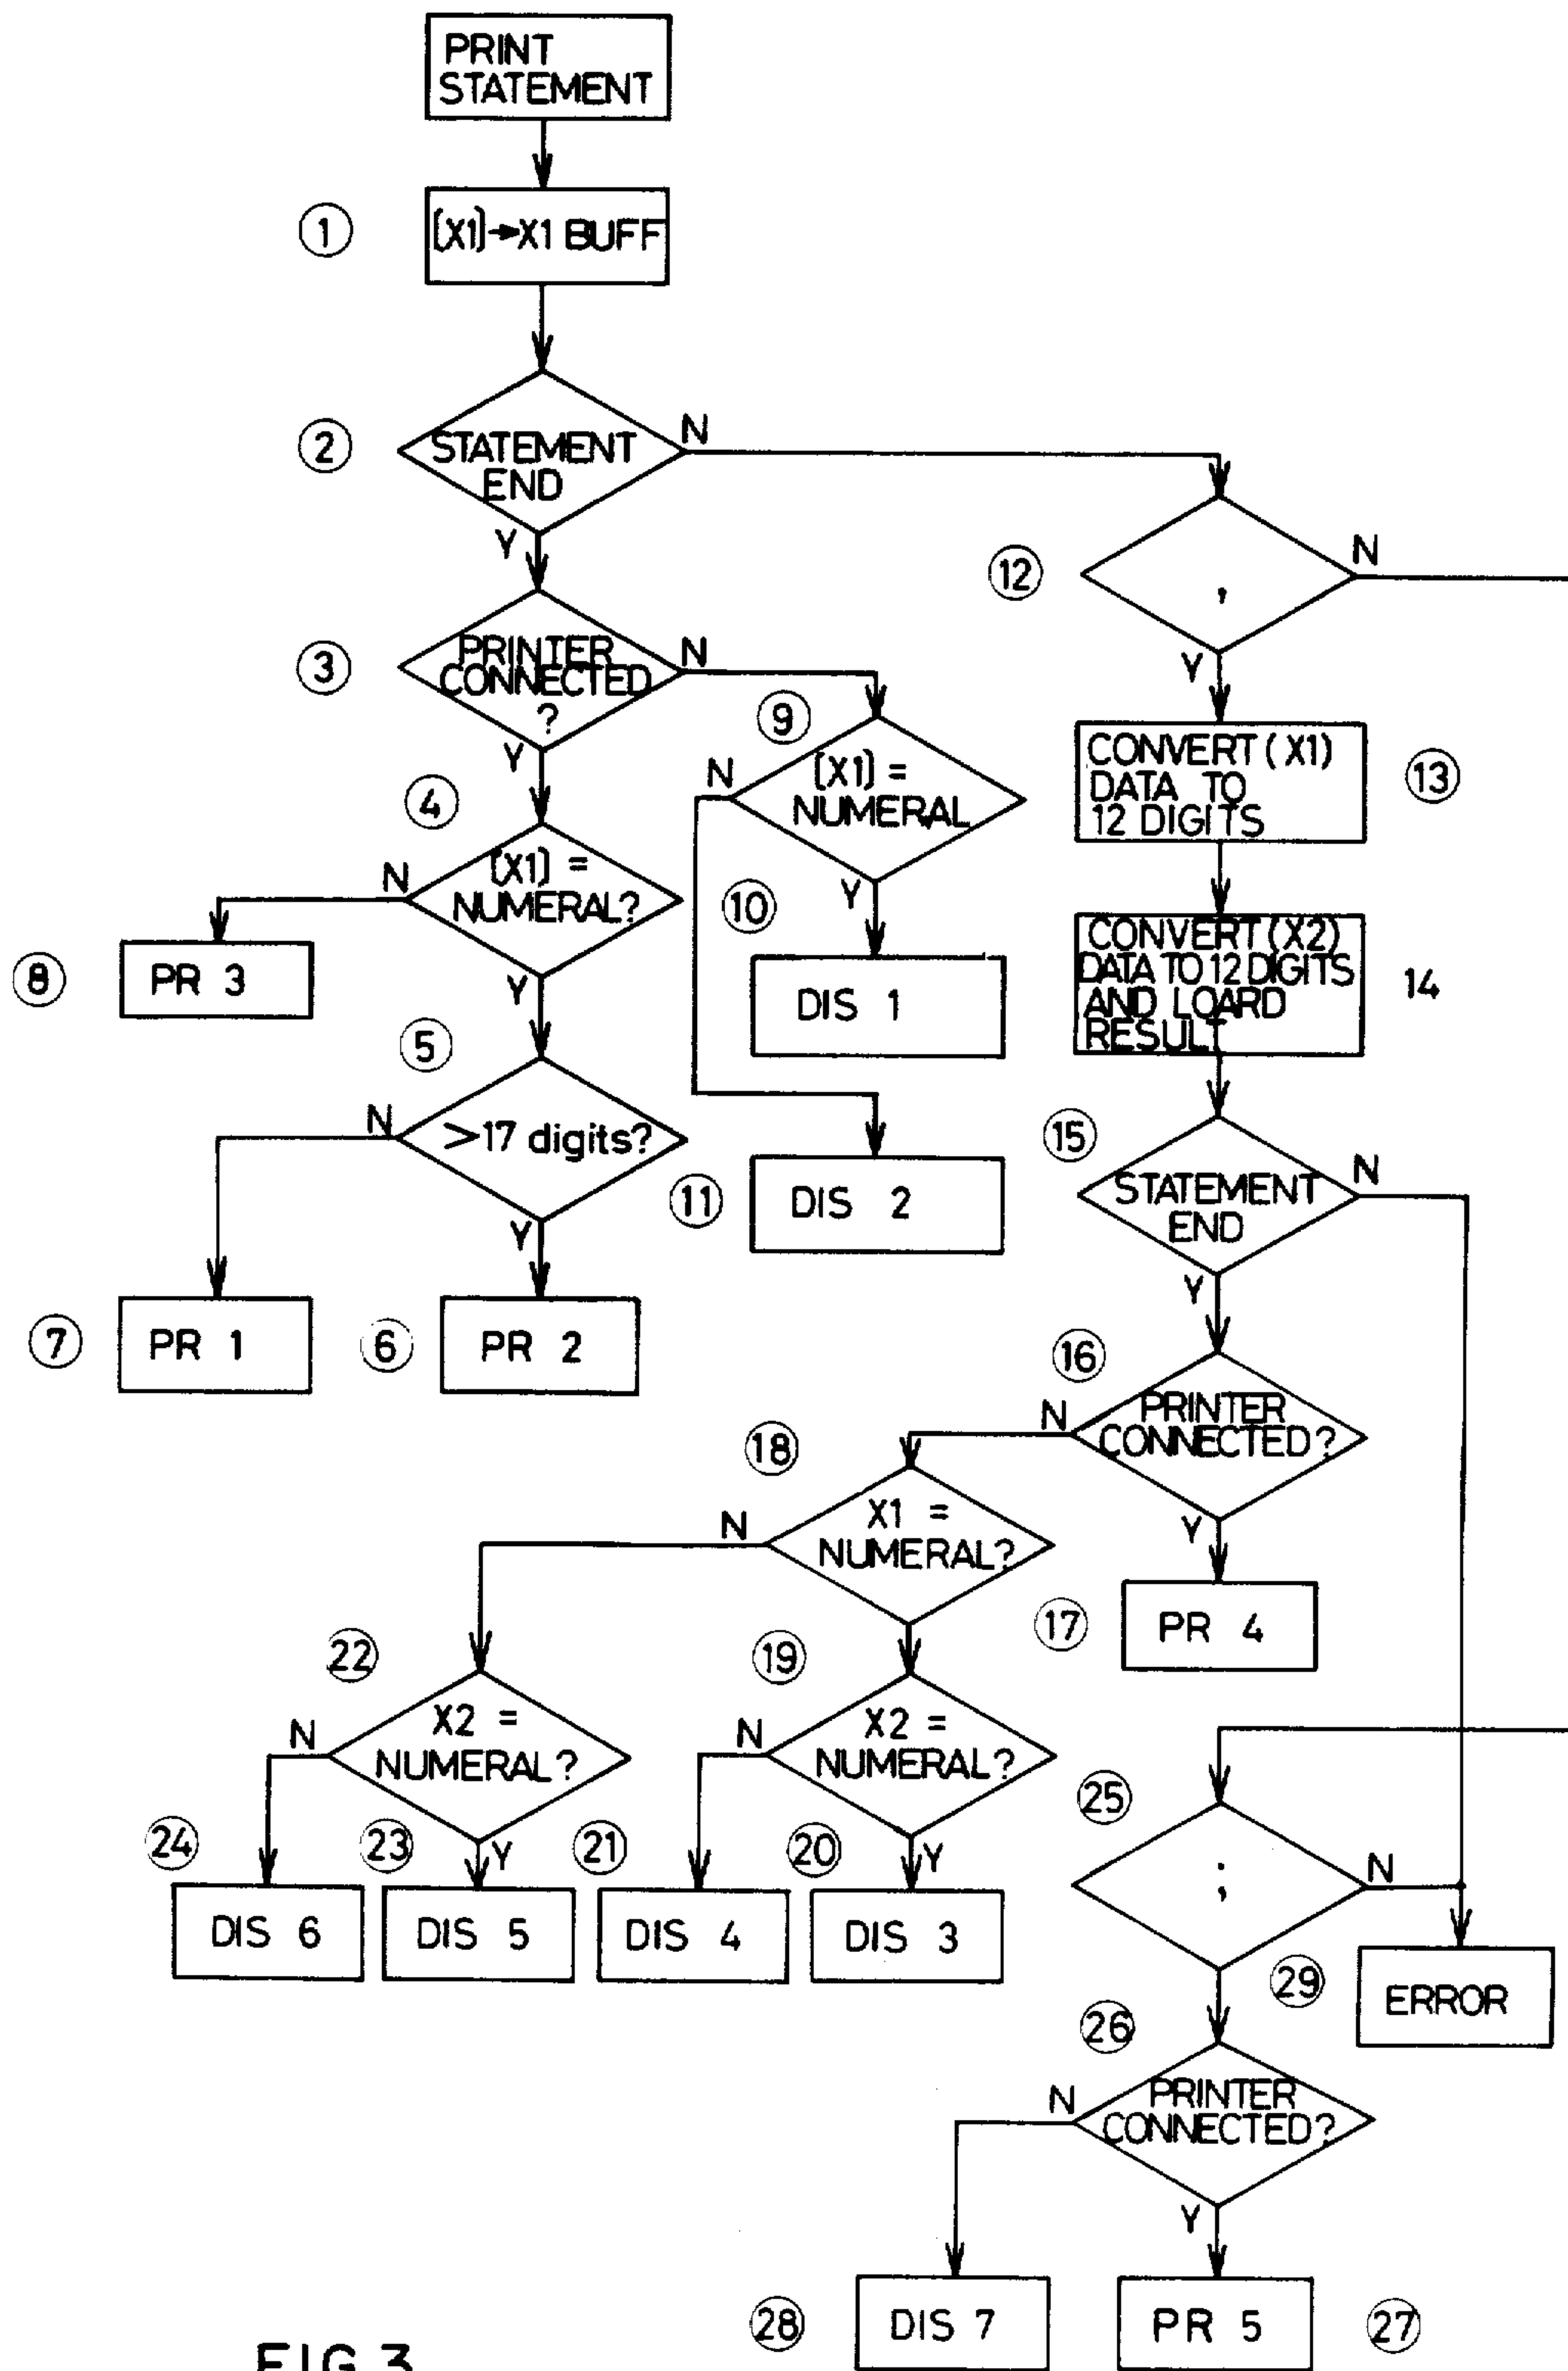 PRINT
STATEMENT
①
[X1]→X1 BUFF
②
STATEMENT
END
N
Y
③
PRINTER
CONNECTED
?
N
Y
④
[X1] =
NUMERAL?
N
Y
⑧
PR 3
⑤
>17 digits?
N
Y
⑦
PR 1
⑥
PR 2
⑨
[X1] =
NUMERAL
N
Y
⑩
DIS 1
⑪
DIS 2
⑫
,
N
Y
CONVERT (X1)
DATA TO
12 DIGITS
⑬
CONVERT (X2)
DATA TO 12 DIGITS
AND LOARD
RESULT
14
⑮
STATEMENT
END
N
Y
⑯
PRINTER
CONNECTED?
N
Y
⑰
PR 4
⑱
X1 =
NUMERAL?
N
⑲
X2 =
NUMERAL?
N
Y
㉒
X2 =
NUMERAL?
N
Y
㉔
DIS 6
㉓
DIS 5
㉑
DIS 4
⑳
DIS 3
㉕
;
N
㉙
ERROR
㉖
PRINTER
CONNECTED?
N
Y
㉘
DIS 7
PR 5
㉗
FIG.3